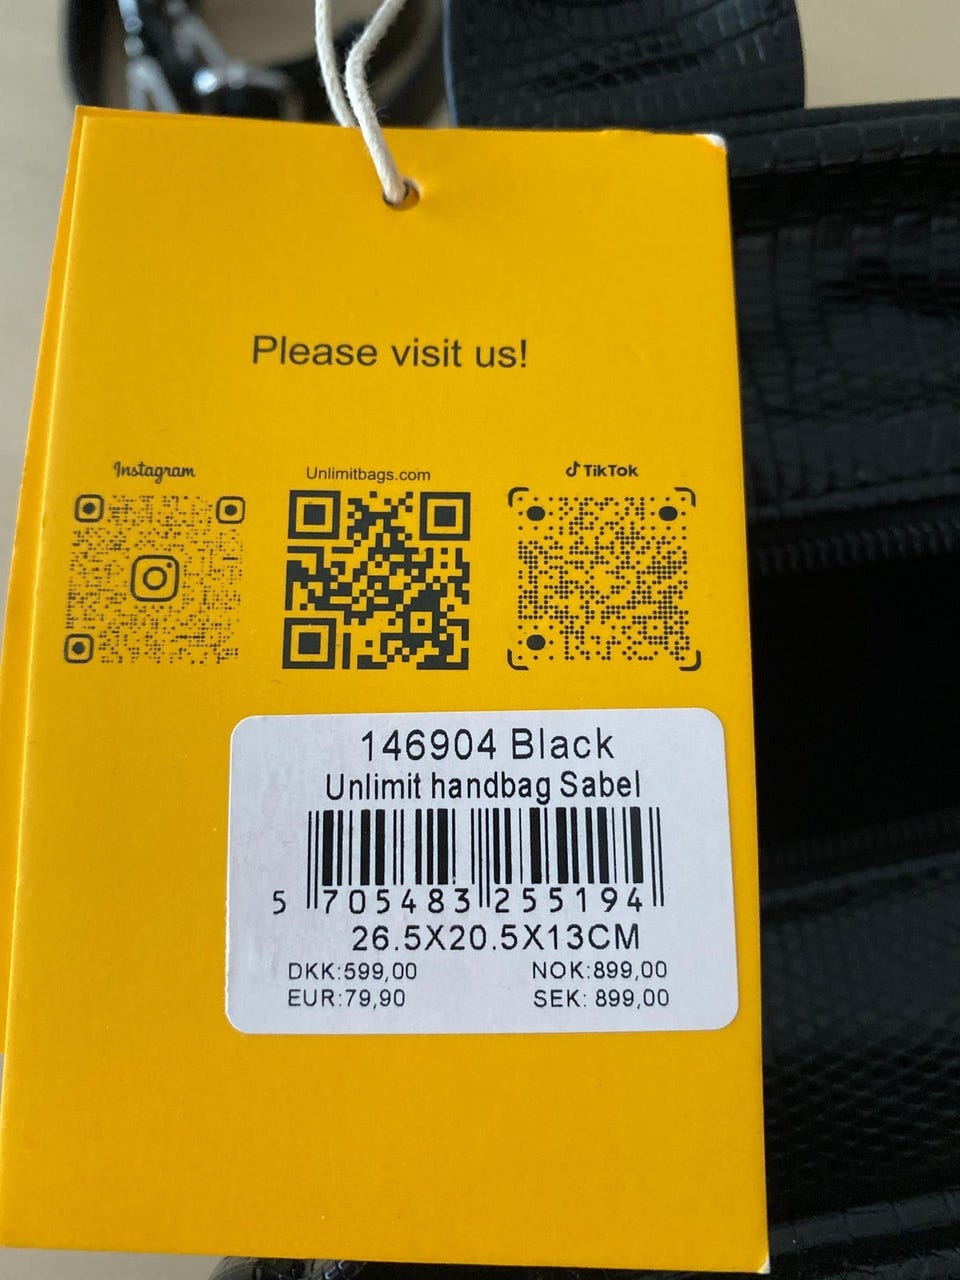 Please visit us!
Instagram
Unlimitbags.com
TikTok
146904 Black
Unlimit handbag Sabel
5 705483 255194
26.5X20.5X13CM
DKK:599,00 NOK:899,00
EUR:79,90 SEK: 899,00